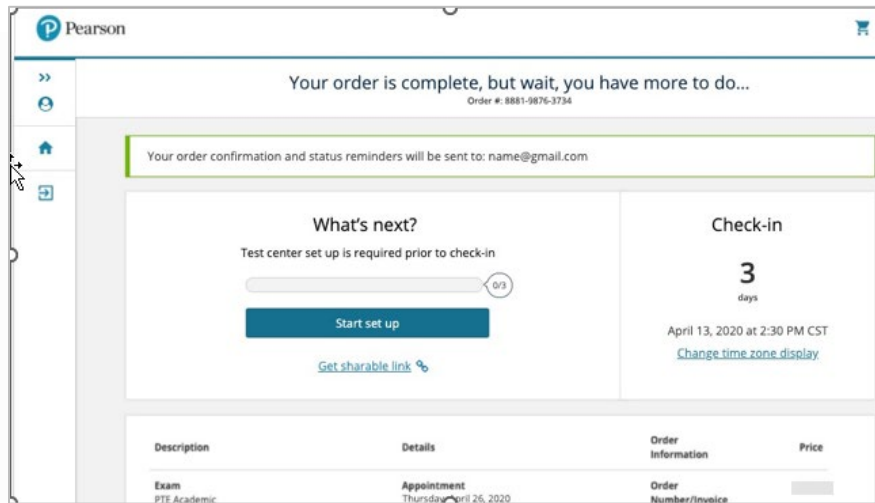 Pearson
Your order is complete, but wait, you have more to do...
Order #: 8881-9876-3734
Your order confirmation and status reminders will be sent to: name@gmail.com
What's next?
Test center set up is required prior to check-in
0/3
Start set up
Get sharable link
Check-in
3
days
April 13, 2020 at 2:30 PM CST
Change time zone display
Description Details Order Information Price
Exam Appointment Order
PTE Academic Thursday April 26, 2020 Number/Invoice